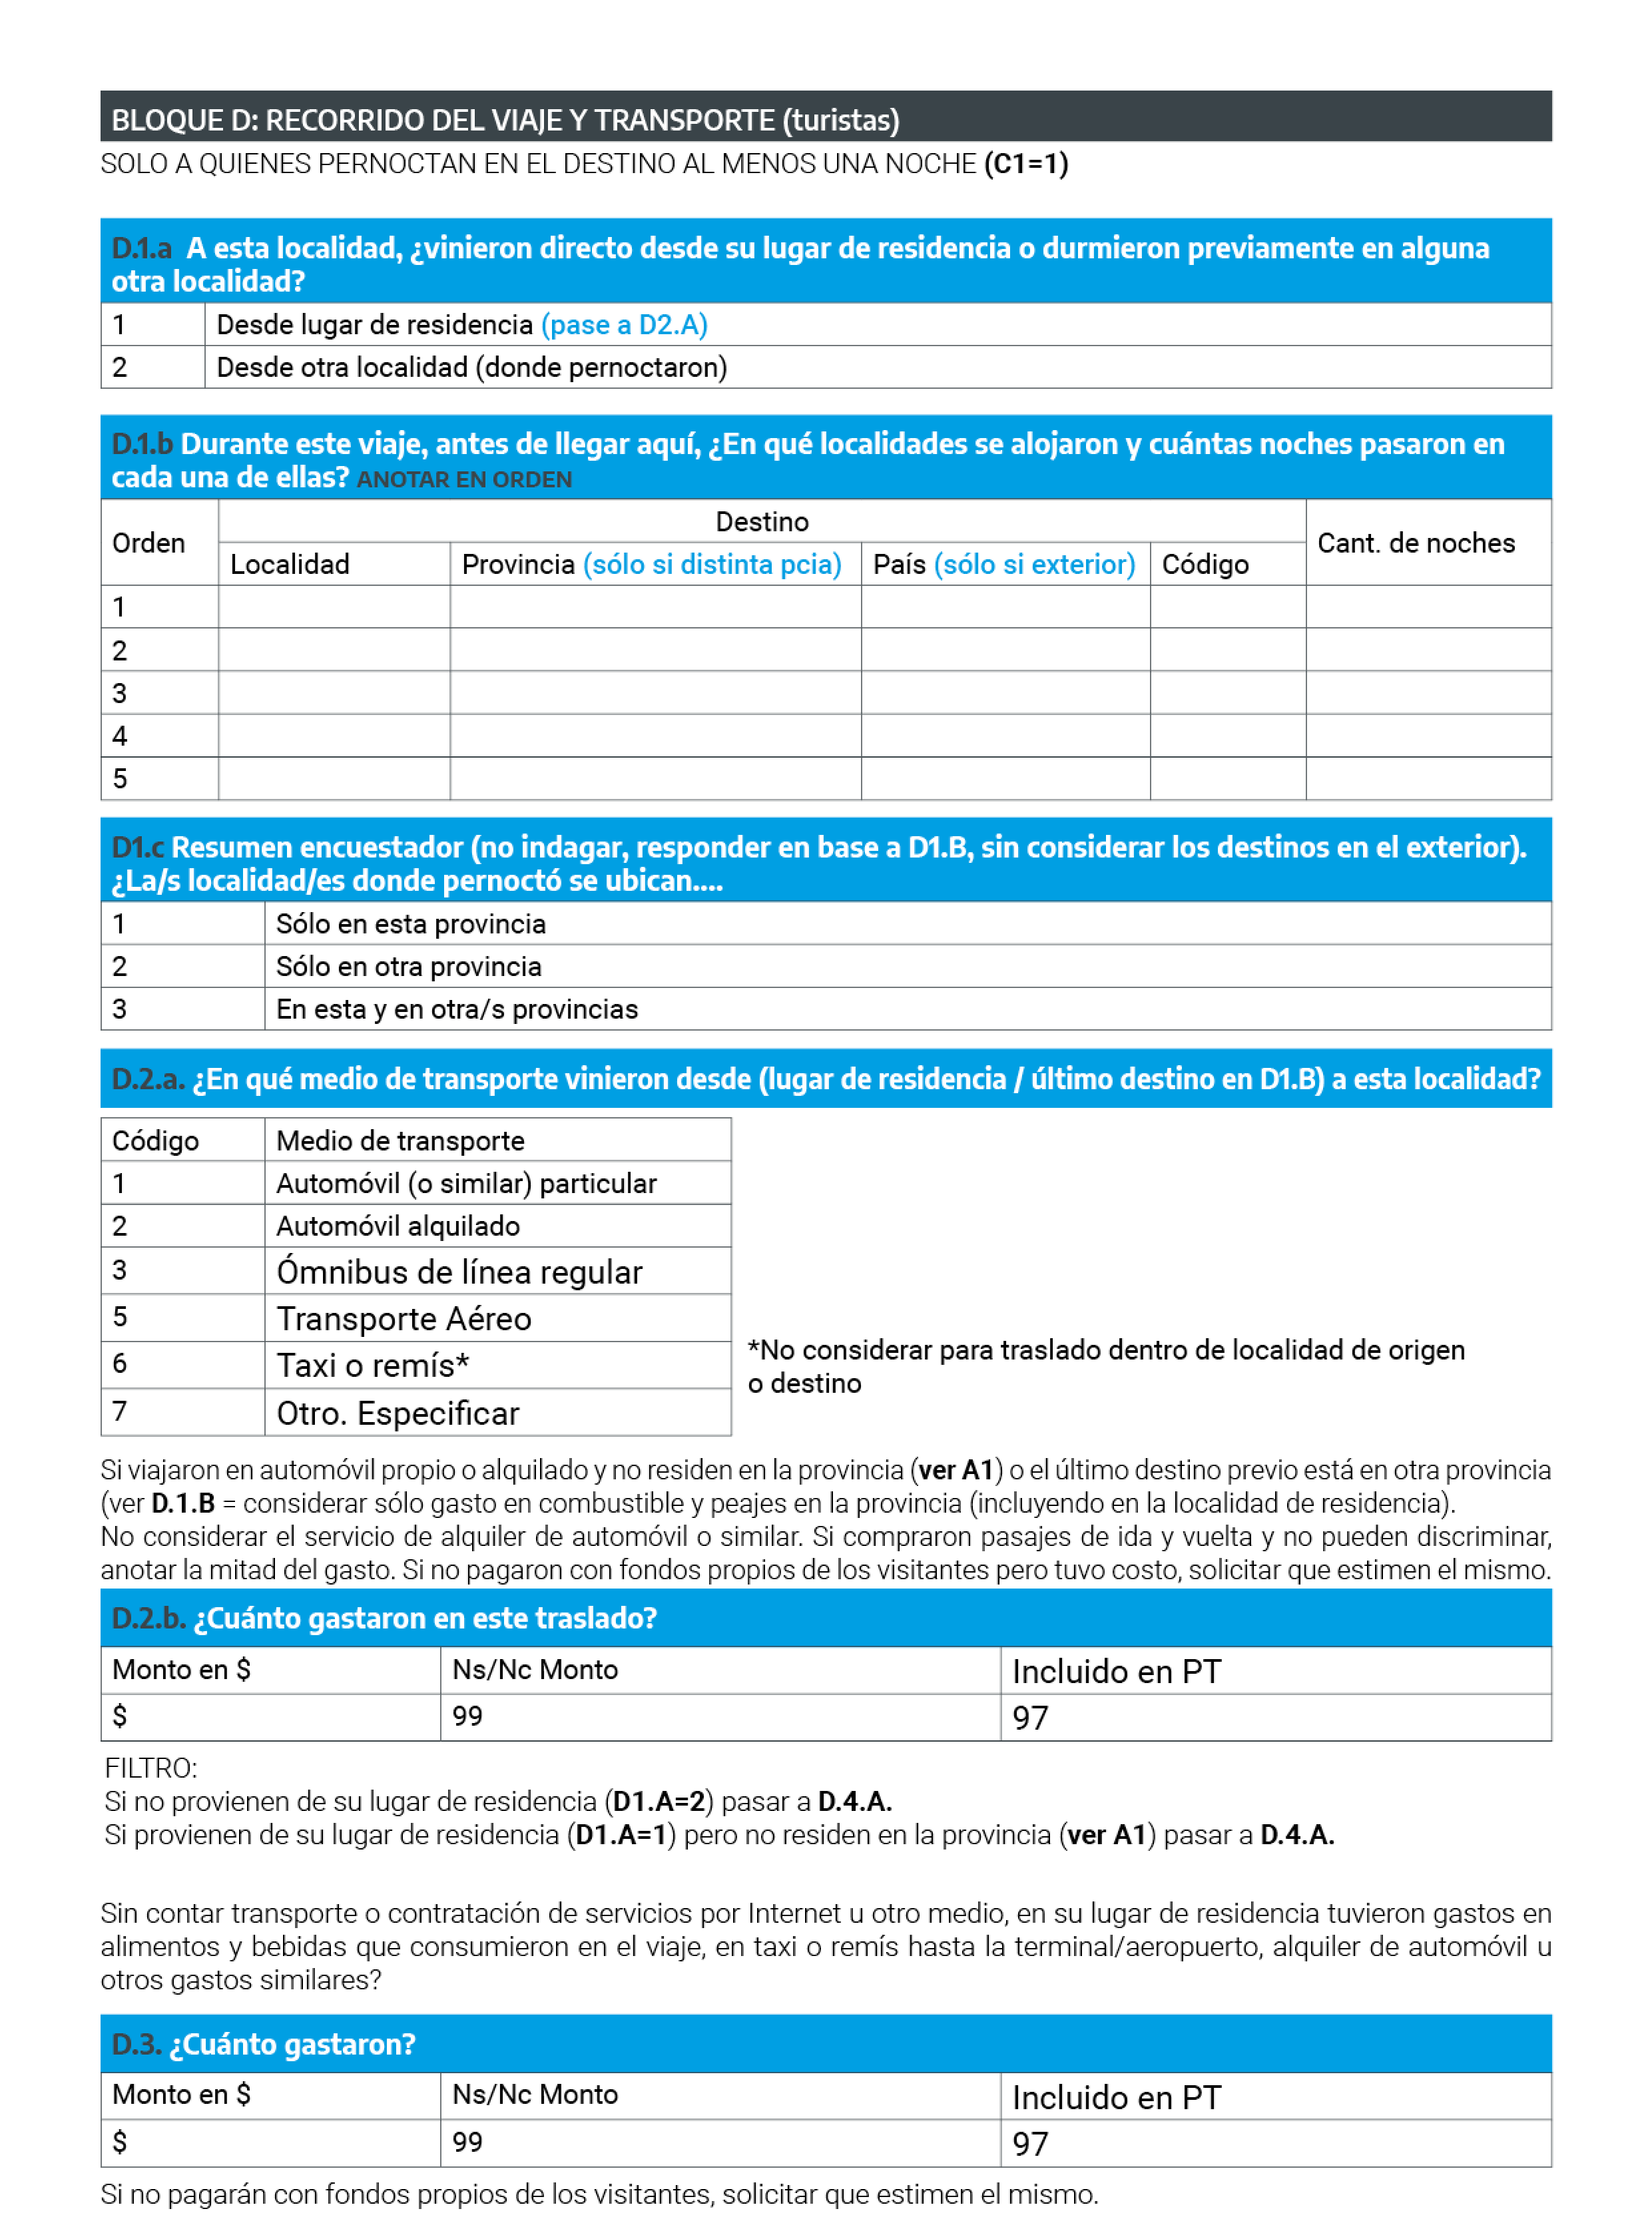 BLOQUE D: RECORRIDO DEL VIAJE Y TRANSPORTE (turistas)
SOLO A QUIENES PERNOCTAN EN EL DESTINO AL MENOS UNA NOCHE (C1=1)
D.1.a A esta localidad, ¿vinieron directo desde su lugar de residencia o durmieron previamente en alguna
otra localidad?
1 Desde lugar de residencia (pase a D2.A)
2 Desde otra localidad (donde pernoctaron)
D.1.b Durante este viaje, antes de llegar aquí, ¿En qué localidades se alojaron y cuántas noches pasaron en
cada una de ellas? ANOTAR EN ORDEN
Orden Destino Cant. de noches
Localidad Provincia (sólo si distinta pcia) País (sólo si exterior) Código
1
2
3
4
5
D1.c Resumen encuestador (no indagar, responder en base a D1.B, sin considerar los destinos en el exterior).
¿La/s localidad/es donde pernoctó se ubican....
1 Sólo en esta provincia
2 Sólo en otra provincia
3 En esta y en otra/s provincias
D.2.a. ¿En qué medio de transporte vinieron desde (lugar de residencia / último destino en D1.B) a esta localidad?
Código Medio de transporte
1 Automóvil (o similar) particular
2 Automóvil alquilado
3 Ómnibus de línea regular
5 Transporte Aéreo
6 Taxi o remís*
7 Otro. Especificar
*No considerar para traslado dentro de localidad de origen
o destino
Si viajaron en automóvil propio o alquilado y no residen en la provincia (ver A1) o el último destino previo está en otra provincia
(ver D.1.B = considerar sólo gasto en combustible y peajes en la provincia (incluyendo en la localidad de residencia).
No considerar el servicio de alquiler de automóvil o similar. Si compraron pasajes de ida y vuelta y no pueden discriminar,
anotar la mitad del gasto. Si no pagaron con fondos propios de los visitantes pero tuvo costo, solicitar que estimen el mismo.
D.2.b. ¿Cuánto gastaron en este traslado?
Monto en $ Ns/Nc Monto Incluido en PT
$ 99 97
FILTRO:
Si no provienen de su lugar de residencia (D1.A=2) pasar a D.4.A.
Si provienen de su lugar de residencia (D1.A=1) pero no residen en la provincia (ver A1) pasar a D.4.A.
Sin contar transporte o contratación de servicios por Internet u otro medio, en su lugar de residencia tuvieron gastos en
alimentos y bebidas que consumieron en el viaje, en taxi o remís hasta la terminal/aeropuerto, alquiler de automóvil u
otros gastos similares?
D.3. ¿Cuánto gastaron?
Monto en $ Ns/Nc Monto Incluido en PT
$ 99 97
Si no pagarán con fondos propios de los visitantes, solicitar que estimen el mismo.